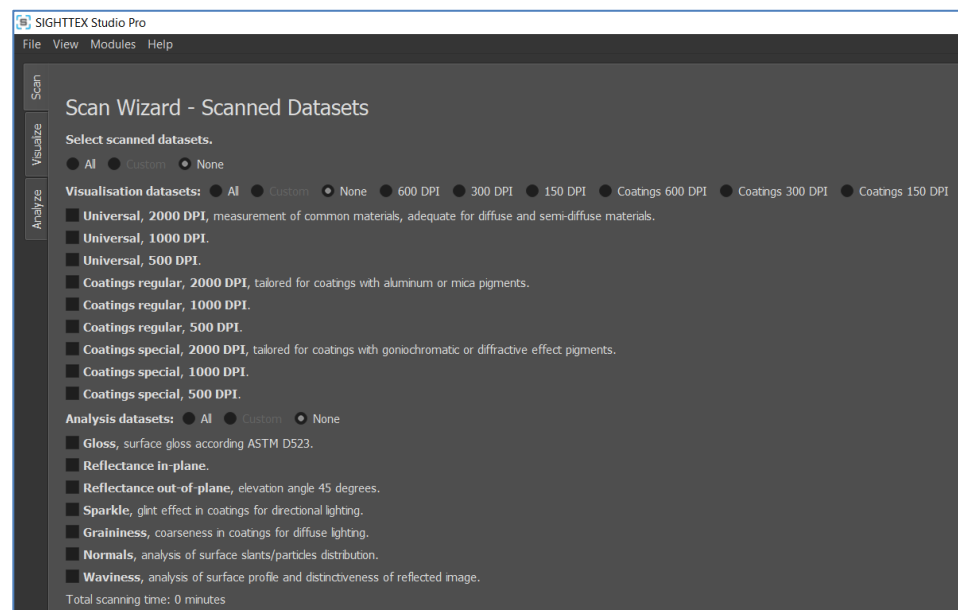 SIGHTTEX Studio Pro
File View Modules Help
Scan
Visualize
Analyze
Scan Wizard - Scanned Datasets
Select scanned datasets.
All Custom None
Visualisation datasets: All Custom None 600 DPI 300 DPI 150 DPI Coatings 600 DPI Coatings 300 DPI Coatings 150 DPI
Universal, 2000 DPI, measurement of common materials, adequate for diffuse and semi-diffuse materials.
Universal, 1000 DPI.
Universal, 500 DPI.
Coatings regular, 2000 DPI, tailored for coatings with aluminum or mica pigments.
Coatings regular, 1000 DPI.
Coatings regular, 500 DPI.
Coatings special, 2000 DPI, tailored for coatings with goniochromatic or diffractive effect pigments.
Coatings special, 1000 DPI.
Coatings special, 500 DPI.
Analysis datasets: All Custom None
Gloss, surface gloss according ASTM D523.
Reflectance in-plane.
Reflectance out-of-plane, elevation angle 45 degrees.
Sparkle, glint effect in coatings for directional lighting.
Graininess, coarseness in coatings for diffuse lighting.
Normals, analysis of surface slants/particles distribution.
Waviness, analysis of surface profile and distinctiveness of reflected image.
Total scanning time: 0 minutes